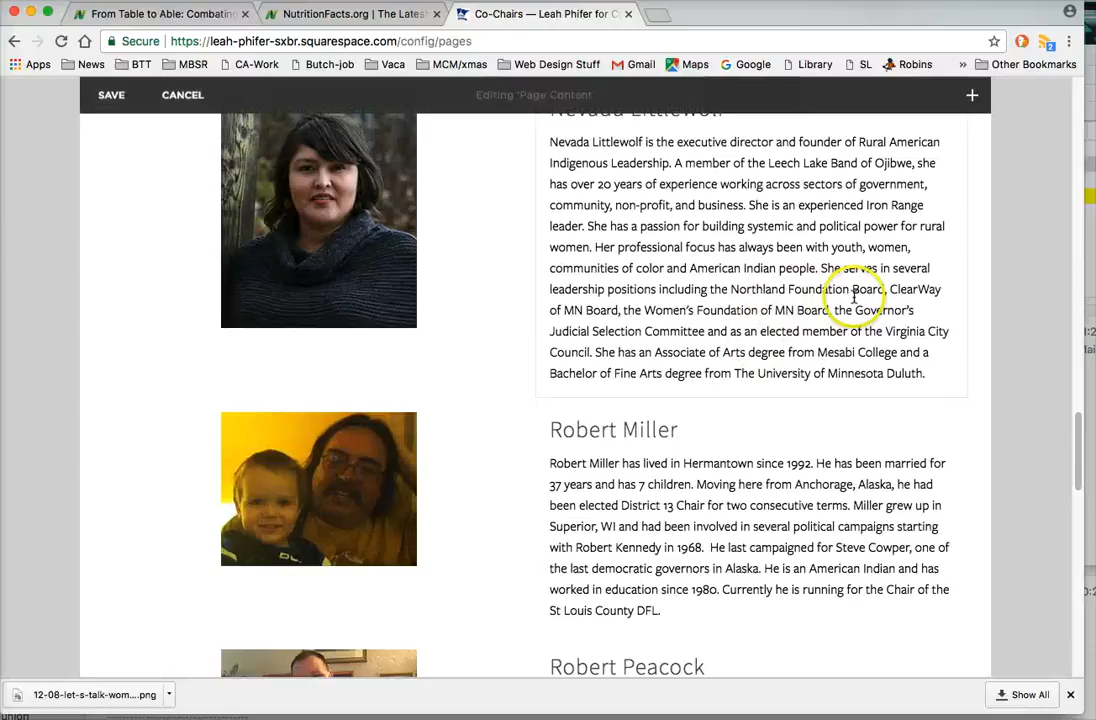 From Table to Able: Combating
NutritionFacts.org | The Lates
Co-Chairs — Leah Phifer for C
Secure
https://leah-phifer-sxbr.squarespace.com/config/pages
2
Apps News BTT MBSR CA-Work Butch-job Vaca MCM/xmas Web Design Stuff Gmail Maps Google Library SL Robins » Other Bookmarks
SAVE CANCEL Editing "Page Content"
Nevada Littlewolf
Nevada Littlewolf is the executive director and founder of Rural American
Indigenous Leadership. A member of the Leech Lake Band of Ojibwe, she
has over 20 years of experience working across sectors of government,
community, non-profit, and business. She is an experienced Iron Range
leader. She has a passion for building systemic and political power for rural
women. Her professional focus has always been with youth, women,
communities of color and American Indian people. She serves in several
leadership positions including the Northland Foundation Board, ClearWay
of MN Board, the Women's Foundation of MN Board, the Governor's
Judicial Selection Committee and as an elected member of the Virginia City
Council. She has an Associate of Arts degree from Mesabi College and a
Bachelor of Fine Arts degree from The University of Minnesota Duluth.
Robert Miller
Robert Miller has lived in Hermantown since 1992. He has been married for
37 years and has 7 children. Moving here from Anchorage, Alaska, he had
been elected District 13 Chair for two consecutive terms. Miller grew up in
Superior, WI and had been involved in several political campaigns starting
with Robert Kennedy in 1968.  He last campaigned for Steve Cowper, one of
the last democratic governors in Alaska. He is an American Indian and has
worked in education since 1980. Currently he is running for the Chair of the
St Louis County DFL.
Robert Peacock
12-08-let-s-talk-wom....png
Show All
union